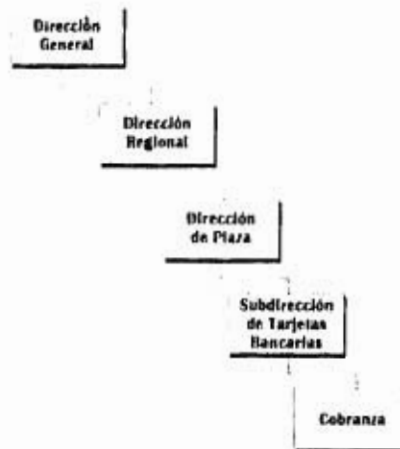 Dirección
General
Dirección
Regional
Dirección
de Plaza
Subdirección
de Tarjetas
Bancarias
Cobranza